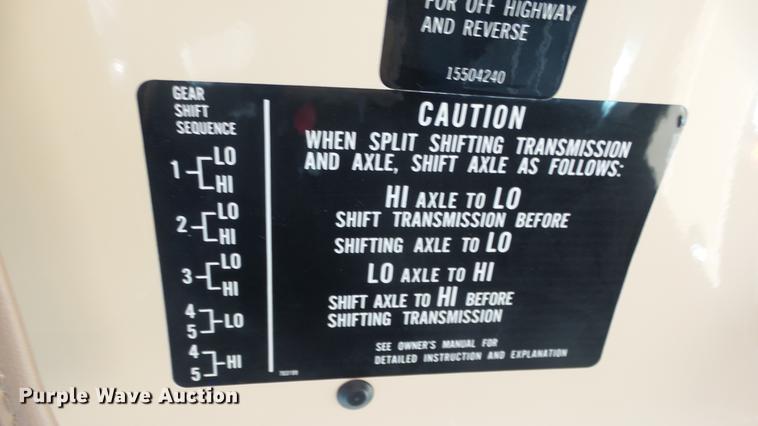 FOR OFF HIGHWAY
AND REVERSE
15504240
GEAR
SHIFT
SEQUENCE
1 LO
HI
2 LO
HI
3 LO
HI
4
5 LO
4
5 HI
CAUTION
WHEN SPLIT SHIFTING TRANSMISSION
AND AXLE, SHIFT AXLE AS FOLLOWS:
HI AXLE TO LO
SHIFT TRANSMISSION BEFORE
SHIFTING AXLE TO LO
LO AXLE TO HI
SHIFT AXLE TO HI BEFORE
SHIFTING TRANSMISSION
SEE OWNER'S MANUAL FOR
DETAILED INSTRUCTION AND EXPLANATION
Purple Wave Auction